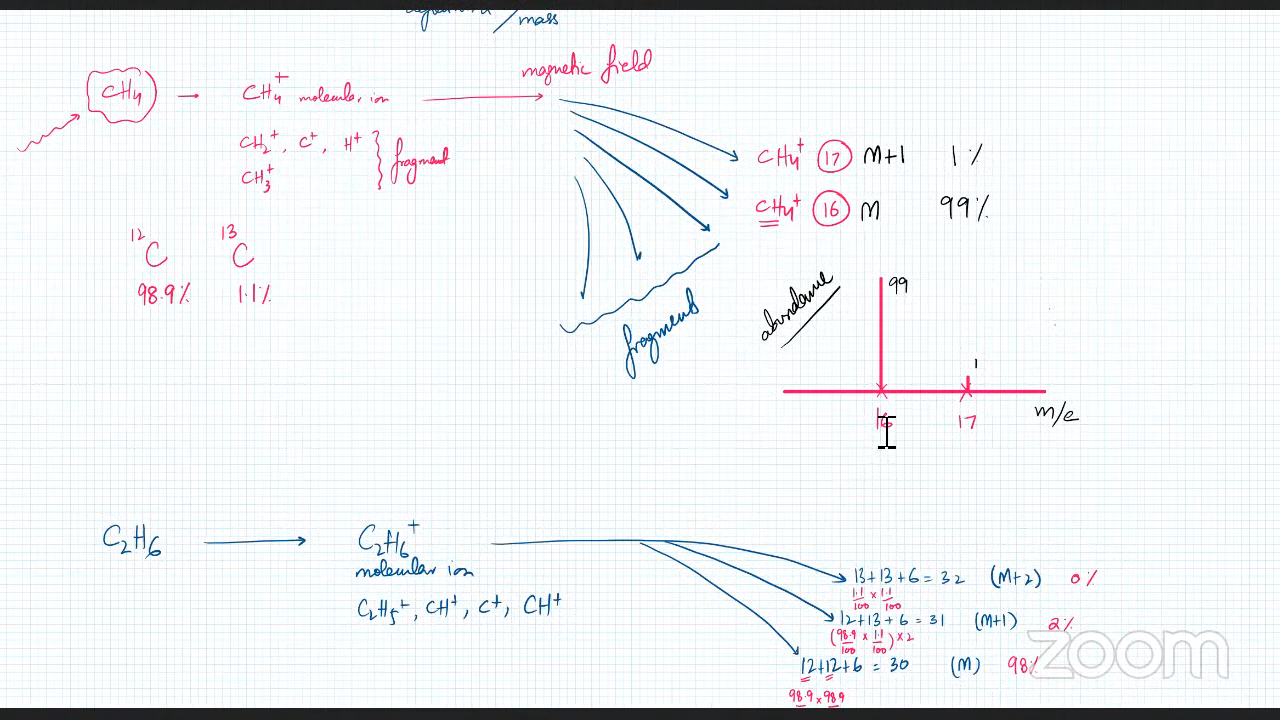 mass
magnetic field
CH₄ → CH₄⁺ molecular ion
CH₂⁺, C⁺, H⁺
CH₃⁺
} fragment
CH₄⁺ 17 M+1 1%
CH₄⁺ 16 M 99%
¹²C ¹³C
98.9% 1.1%
fragments
abundance
99
1
16 17
m/e
C₂H₆ → C₂H₆⁺
molecular ion
C₂H₅⁺, CH⁺, C⁺, CH⁺
13+13+6 = 32 (M+2) 0%
1.1/100 × 1.1/100
12+13+6 = 31 (M+1) 2%
(98.9/100 × 1.1/100) × 2
12+12+6 = 30 (M) 98%
98.9 × 98.9
zoom